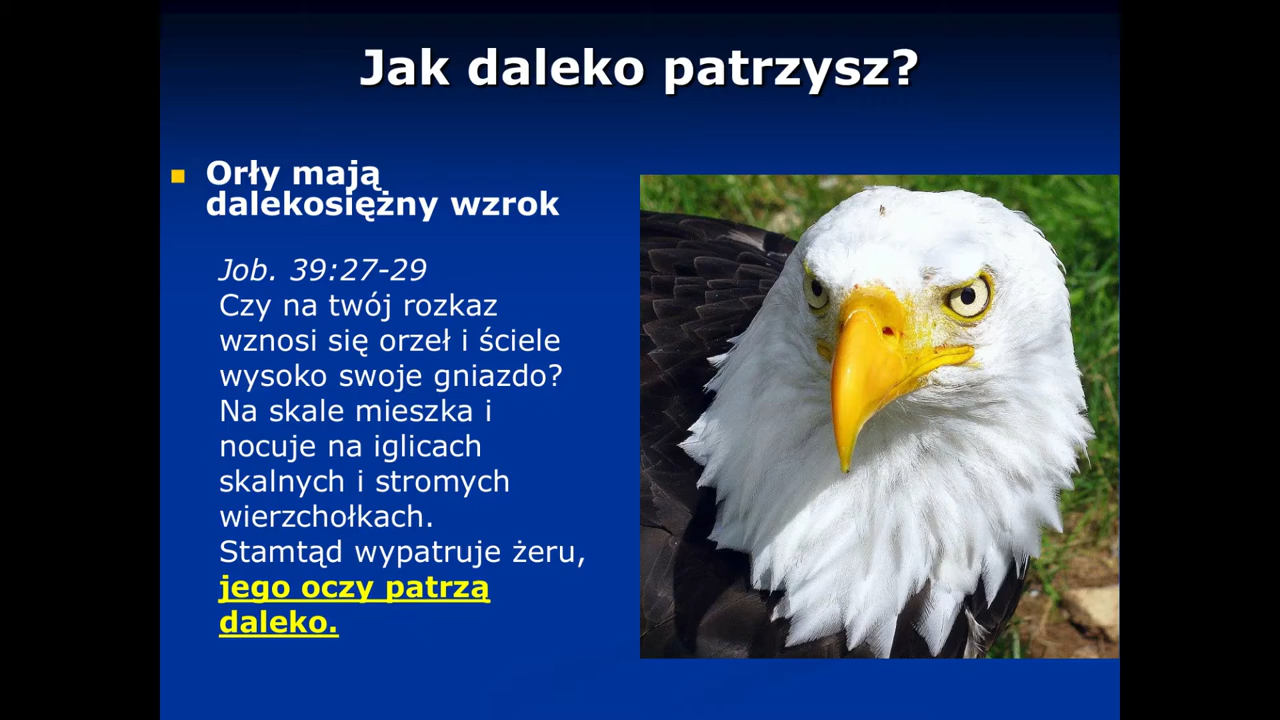 Jak daleko patrzysz?
Orły mają
dalekosiężny wzrok
Job. 39:27-29
Czy na twój rozkaz
wznosi się orzeł i ściele
wysoko swoje gniazdo?
Na skale mieszka i
nocuje na iglicach
skalnych i stromych
wierzchołkach.
Stamtąd wypatruje żeru,
jego oczy patrzą
daleko.